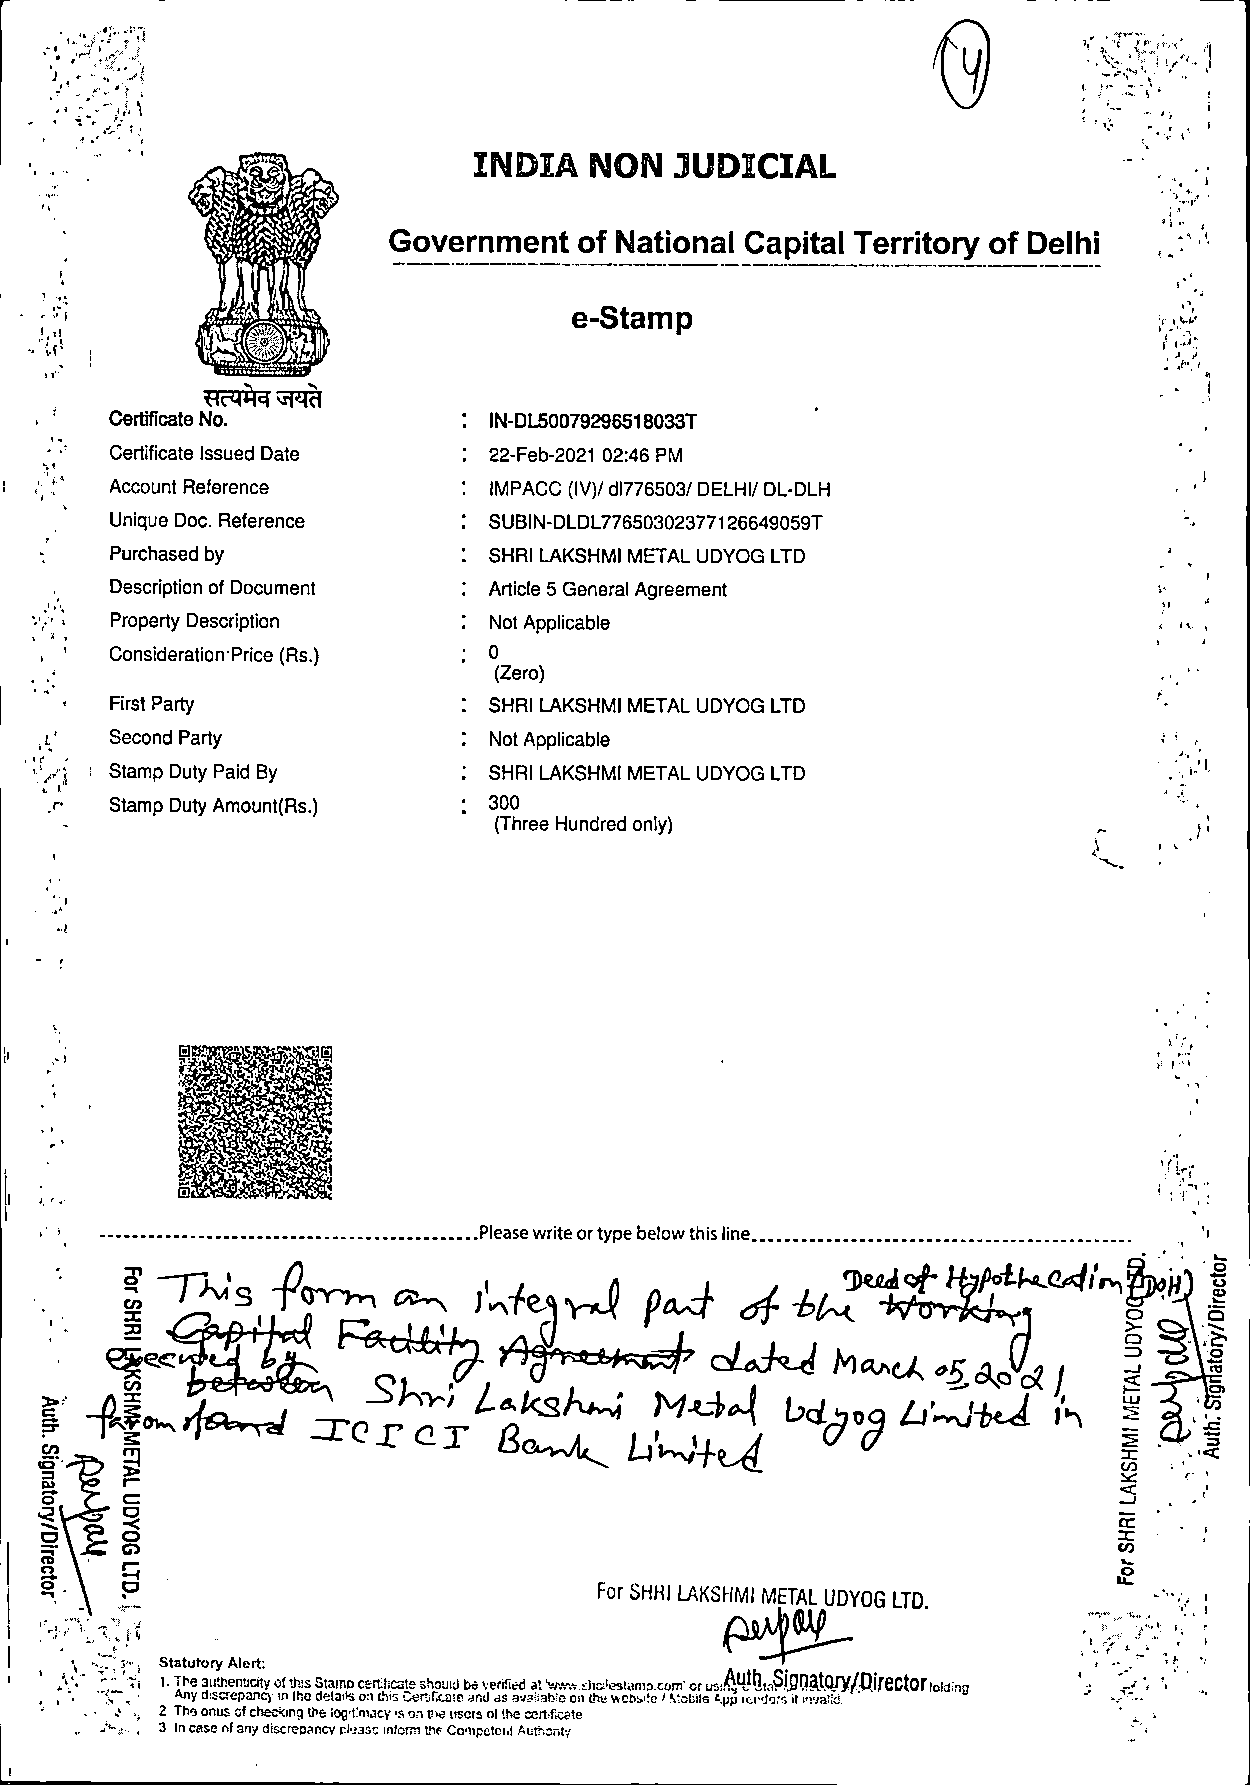 4
INDIA NON JUDICIAL
Government of National Capital Territory of Delhi
e-Stamp
सत्यमेव जयते
Certificate No. : IN-DL50079296518033T
Certificate Issued Date : 22-Feb-2021 02:46 PM
Account Reference : IMPACC (IV)/ dl776503/ DELHI/ DL-DLH
Unique Doc. Reference : SUBIN-DLDL77650302377126649059T
Purchased by : SHRI LAKSHMI METAL UDYOG LTD
Description of Document : Article 5 General Agreement
Property Description : Not Applicable
Consideration Price (Rs.) : 0
(Zero)
First Party : SHRI LAKSHMI METAL UDYOG LTD
Second Party : Not Applicable
Stamp Duty Paid By : SHRI LAKSHMI METAL UDYOG LTD
Stamp Duty Amount(Rs.) : 300
(Three Hundred only)
Please write or type below this line
Deed of Hypothecation (DOH)
This form an integral part of the Working
Capital Facility Agreement dated March 05, 2021
executed by
between Shri Lakshmi Metal Udyog Limited in
and ICICI Bank Limited
For SHRI LAKSHMI METAL UDYOG LTD.
Auth. Signatory/Director
For SHRI LAKSHMI METAL UDYOG LTD.
Auth. Signatory/Director
For SHRI LAKSHMI METAL UDYOG LTD.
Auth. Signatory/Director
Statutory Alert:
1. The authenticity of this Stamp certificate should be verified at 'www.shcilestamp.com' or
Any discrepancy in the details on this Certificate and as available on the website / Mobile App renders it invalid.
2 The onus of checking the legitimacy is on the users of the certificate
3 In case of any discrepancy please inform the Competent Authority